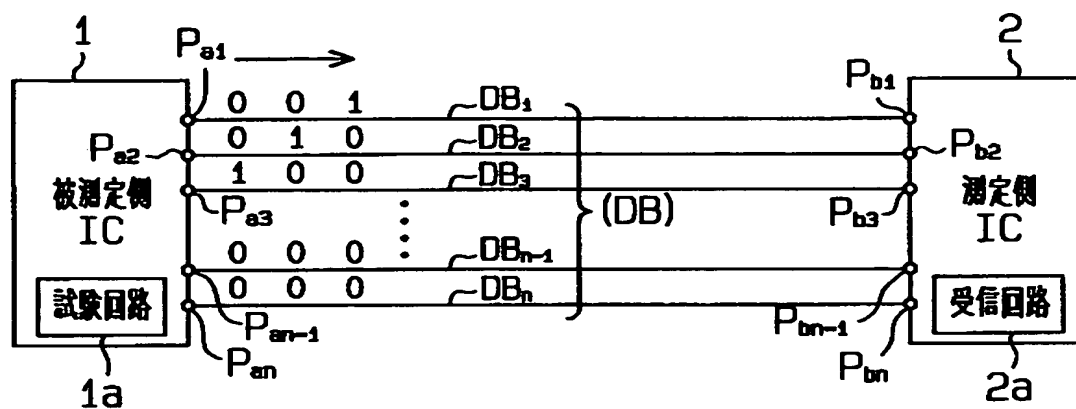 1
2
Pa1
Pb1
0 0 1
DB1
0 1 0
DB2
Pa2
Pb2
1 0 0
DB3
被測定側
IC
Pa3
(DB)
Pb3
測定側
IC
0 0 0
DBn-1
0 0 0
DBn
試験回路
Pan-1
Pbn-1
受信回路
Pan
Pbn
1a
2a